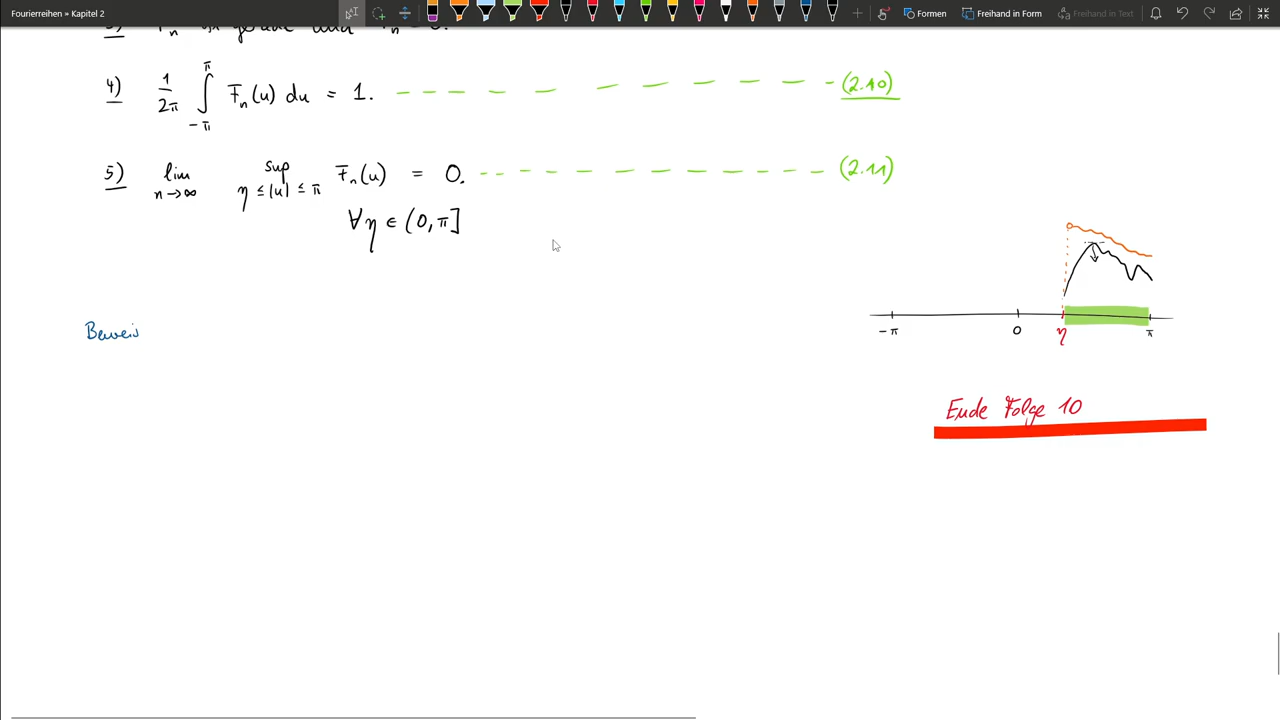 Fourierreihen » Kapitel 2
Formen
Freihand in Form
Freihand in Text
4) 1/2π ∫_{-π}^{π} F_n(u) du = 1. (2.10)
5) lim_{n→∞} sup_{η ≤ |u| ≤ π} F_n(u) = 0. (2.11)
∀η ∈ (0, π]
-π 0 η π
Beweis
Ende Folge 10